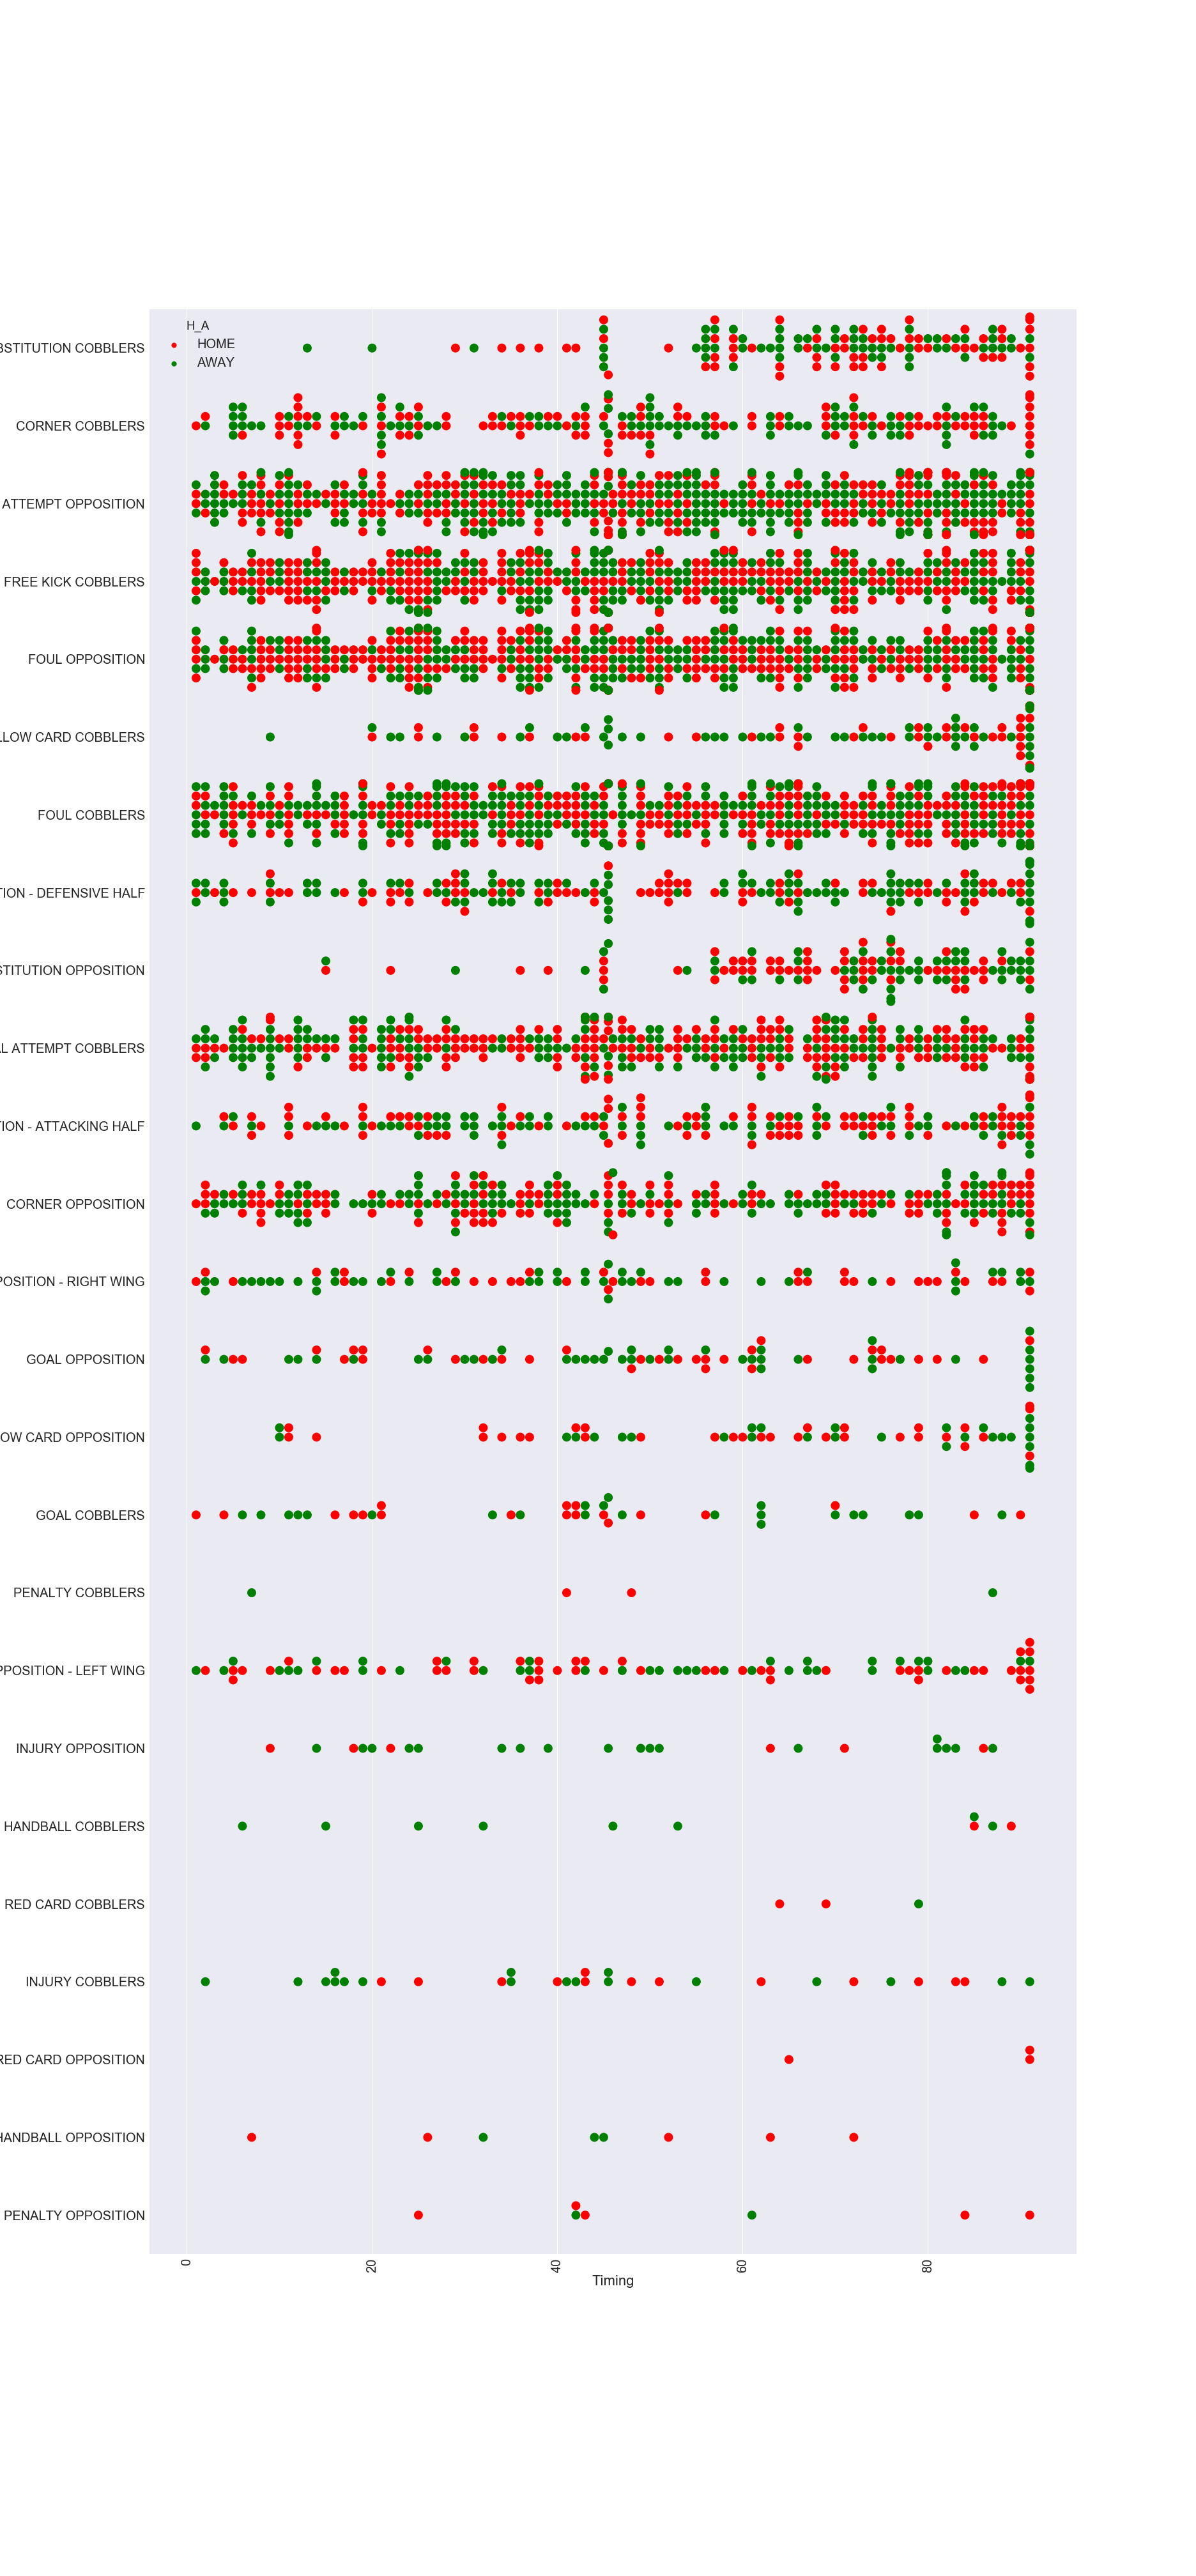 H_A
HOME
AWAY
BSTITUTION COBBLERS
CORNER COBBLERS
ATTEMPT OPPOSITION
FREE KICK COBBLERS
FOUL OPPOSITION
LLOW CARD COBBLERS
FOUL COBBLERS
TION - DEFENSIVE HALF
STITUTION OPPOSITION
AL ATTEMPT COBBLERS
TION - ATTACKING HALF
CORNER OPPOSITION
POSITION - RIGHT WING
GOAL OPPOSITION
OW CARD OPPOSITION
GOAL COBBLERS
PENALTY COBBLERS
PPOSITION - LEFT WING
INJURY OPPOSITION
HANDBALL COBBLERS
RED CARD COBBLERS
INJURY COBBLERS
RED CARD OPPOSITION
HANDBALL OPPOSITION
PENALTY OPPOSITION
0 20 40 60 80
Timing